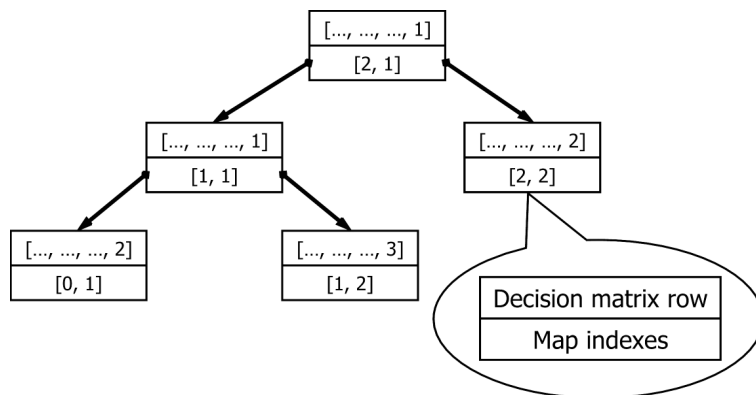 [..., ..., ..., 1]
[2, 1]
[..., ..., ..., 1]
[1, 1]
[..., ..., ..., 2]
[2, 2]
[..., ..., ..., 2]
[0, 1]
[..., ..., ..., 3]
[1, 2]
Decision matrix row
Map indexes